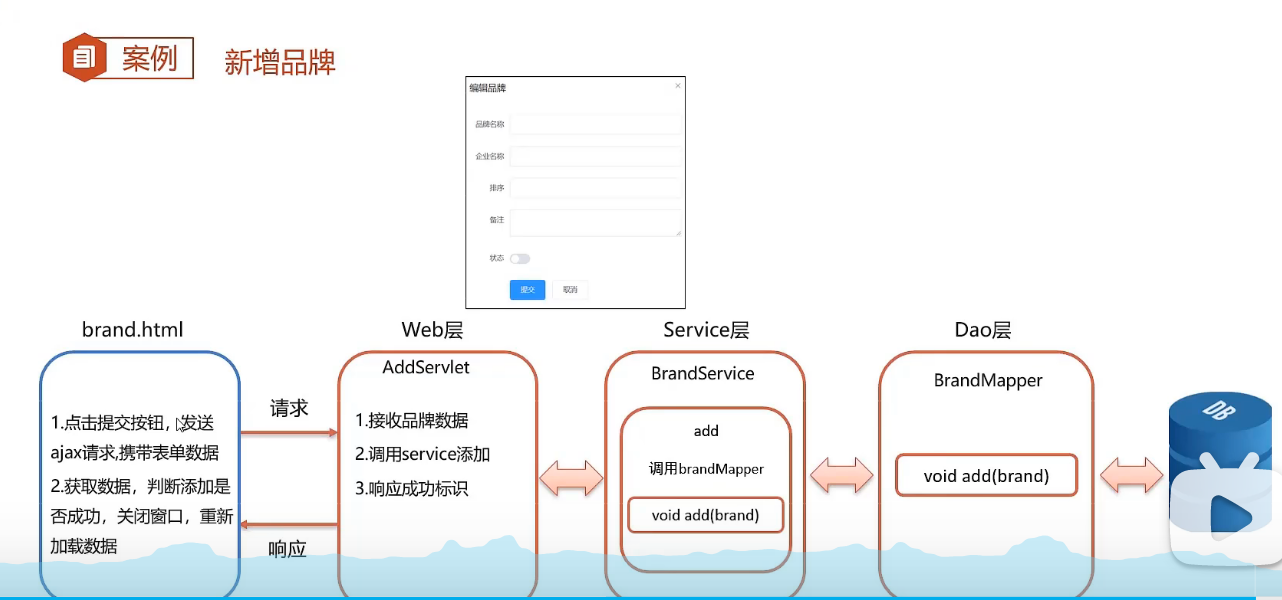 案例
新增品牌
编辑品牌
×
品牌名称
企业名称
排序
备注
状态
提交
取消
brand.html
Web层
Service层
Dao层
1.点击提交按钮，发送
ajax请求,携带表单数据
2.获取数据，判断添加是
否成功，关闭窗口，重新
加载数据
请求
响应
AddServlet
1.接收品牌数据
2.调用service添加
3.响应成功标识
BrandService
add
调用brandMapper
void add(brand)
BrandMapper
void add(brand)
DB